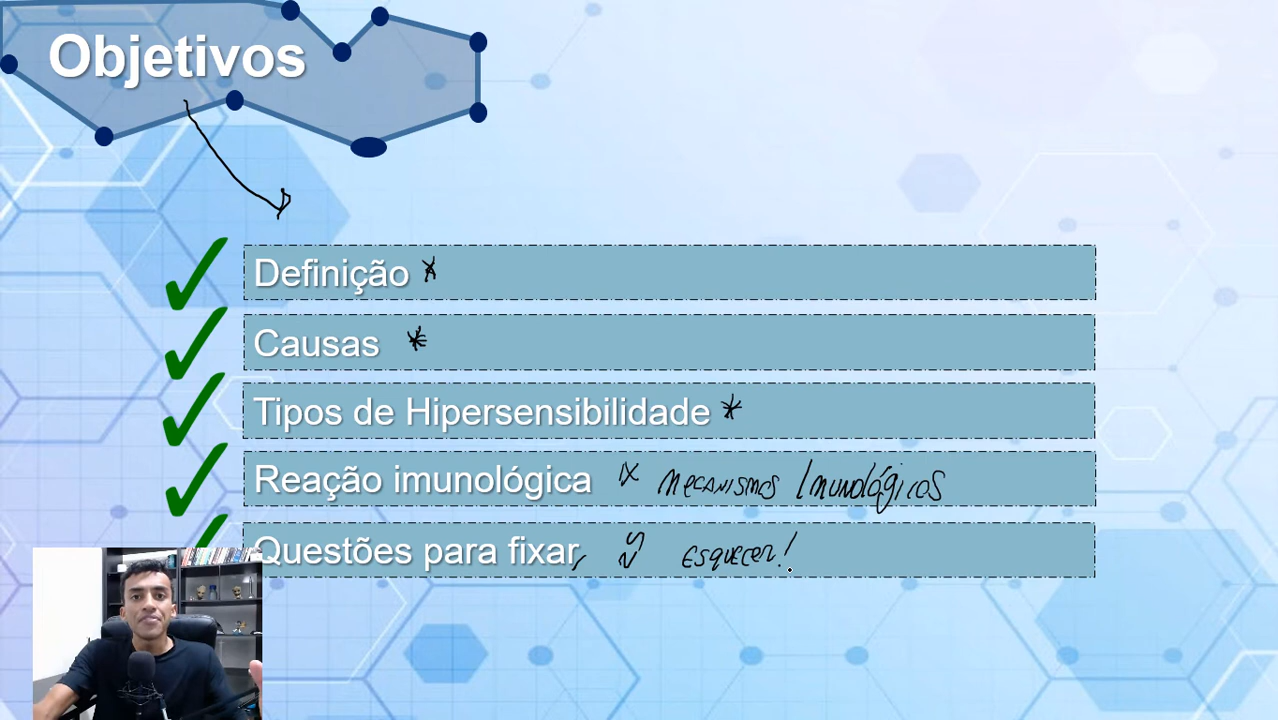 Objetivos
Definição *
Causas *
Tipos de Hipersensibilidade *
Reação imunológica * Mecanismos Imunológicos
Questões para fixar, esquecer!